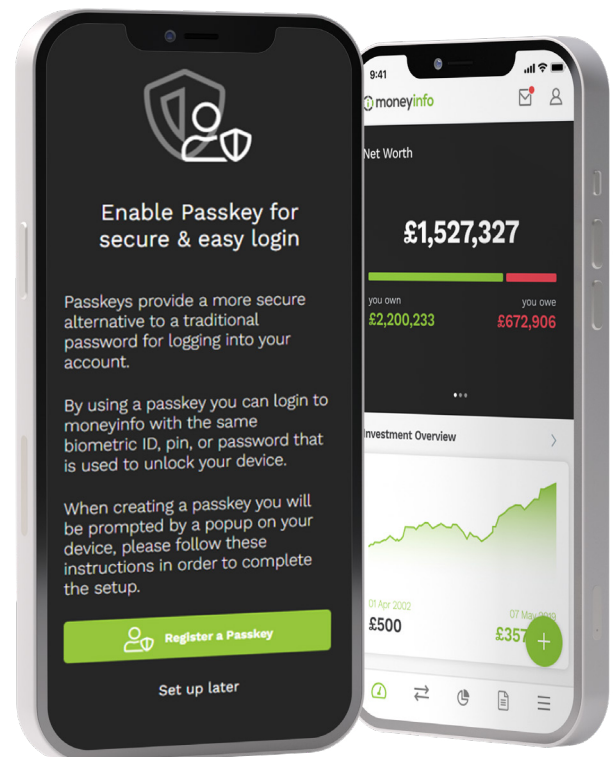 Enable Passkey for
secure & easy login
Passkeys provide a more secure
alternative to a traditional
password for logging into your
account.
By using a passkey you can login to
moneyinfo with the same
biometric ID, pin, or password that
is used to unlock your device.
When creating a passkey you will
be prompted by a popup on your
device, please follow these
instructions in order to complete
the setup.
Register a Passkey
Set up later
9:41
moneyinfo
Net Worth
£1,527,327
you own
you owe
£2,200,233
£672,906
Investment Overview
01 Apr 2002
07 May 2019
£500
£357